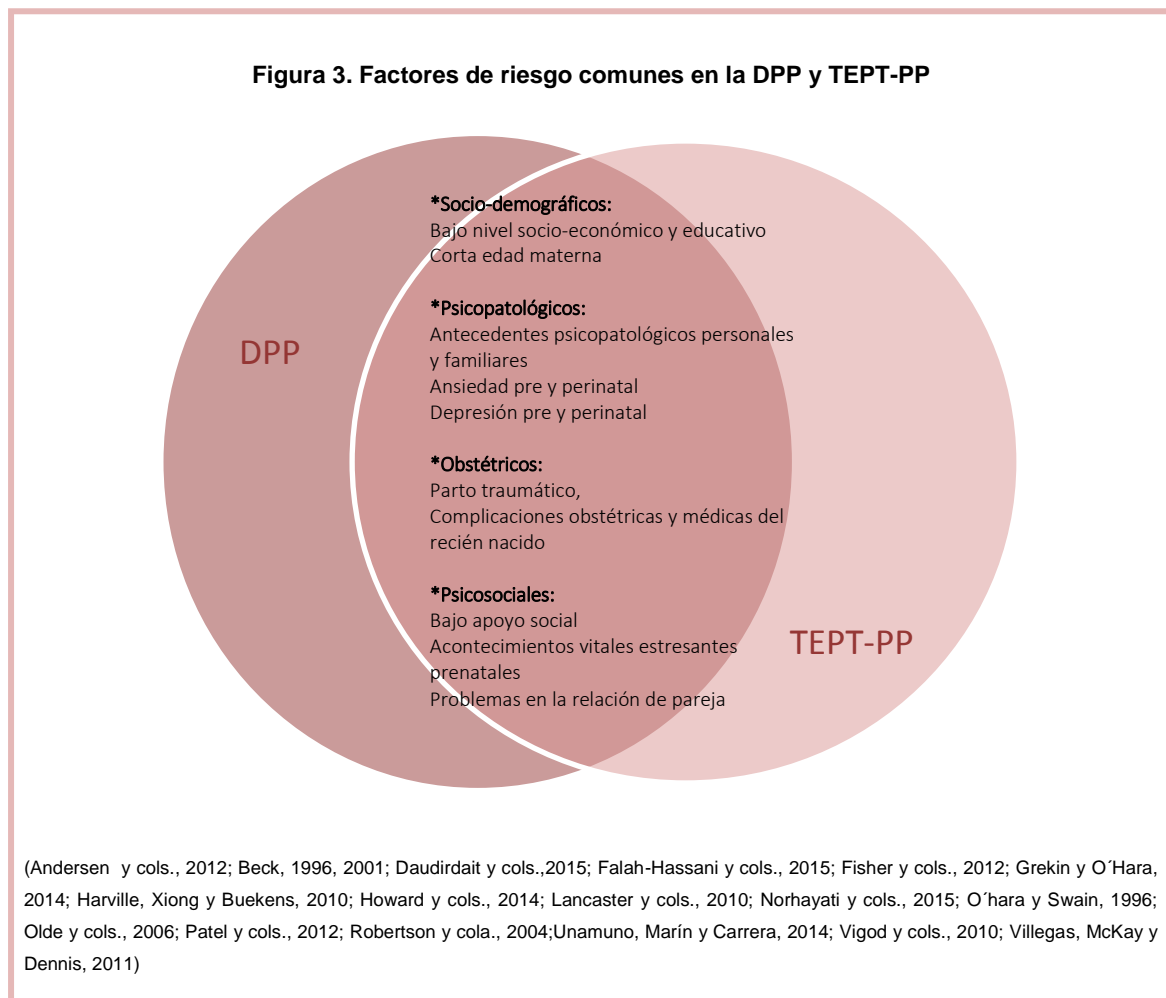 Figura 3. Factores de riesgo comunes en la DPP y TEPT-PP
*Socio-demográficos:
Bajo nivel socio-económico y educativo
Corta edad materna
*Psicopatológicos:
Antecedentes psicopatológicos personales
y familiares
Ansiedad pre y perinatal
Depresión pre y perinatal
DPP
*Obstétricos:
Parto traumático,
Complicaciones obstétricas y médicas del
recién nacido
*Psicosociales:
Bajo apoyo social
Acontecimientos vitales estresantes
prenatales
Problemas en la relación de pareja
TEPT-PP
(Andersen y cols., 2012; Beck, 1996, 2001; Daudirdait y cols.,2015; Falah-Hassani y cols., 2015; Fisher y cols., 2012; Grekin y O´Hara,
2014; Harville, Xiong y Buekens, 2010; Howard y cols., 2014; Lancaster y cols., 2010; Norhayati y cols., 2015; O´hara y Swain, 1996;
Olde y cols., 2006; Patel y cols., 2012; Robertson y cola., 2004;Unamuno, Marín y Carrera, 2014; Vigod y cols., 2010; Villegas, McKay y
Dennis, 2011)